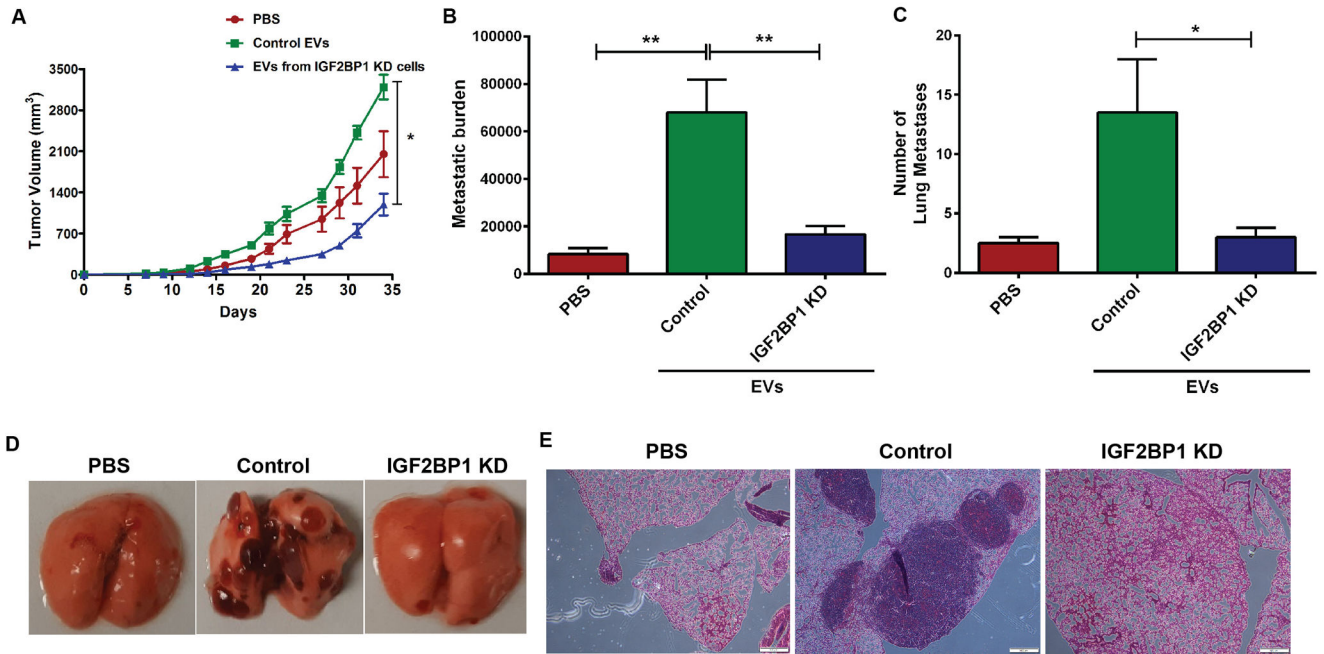 A
PBS
Control EVs
EVs from IGF2BP1 KD cells
Tumor Volume (mm³)
3500
2800
2100
1400
700
0
0 5 10 15 20 25 30 35
Days
*
B
Metastatic burden
100000
80000
60000
40000
20000
0
** **
PBS
Control
IGF2BP1 KD
EVs
C
Number of
Lung Metastases
20
15
10
5
0
*
PBS
Control
IGF2BP1 KD
EVs
D
PBS Control IGF2BP1 KD
E
PBS Control IGF2BP1 KD